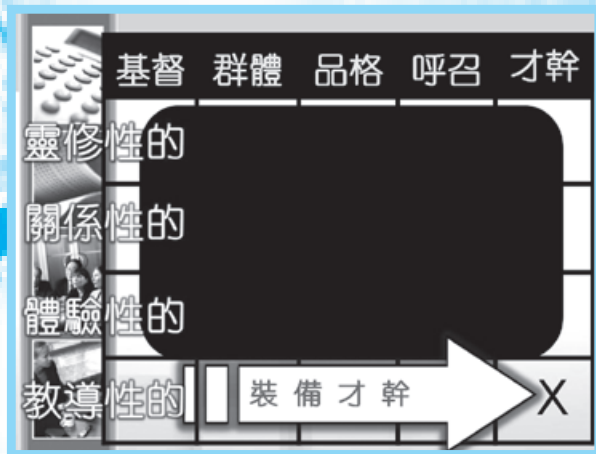 基督 群體 品格 呼召 才幹
靈修性的
關係性的
體驗性的
教導性的 裝備才幹 X